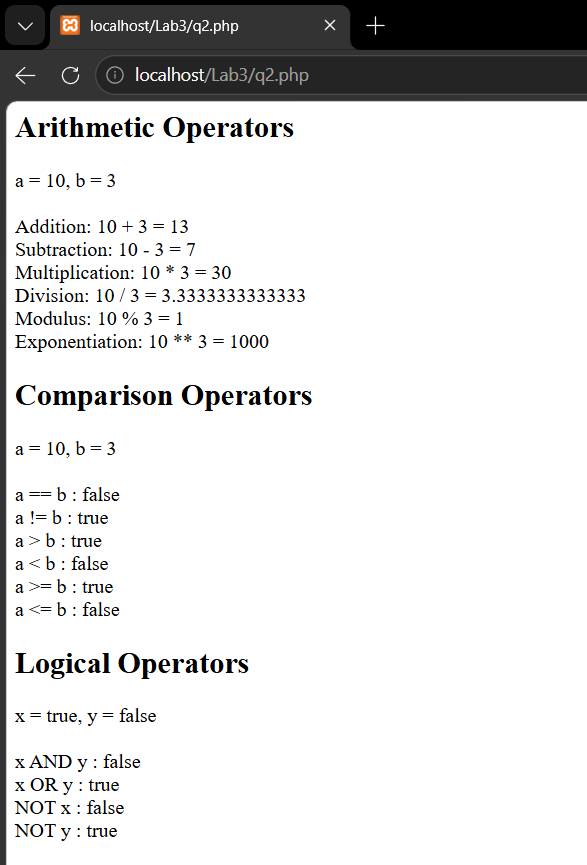 localhost/Lab3/q2.php
localhost/Lab3/q2.php
Arithmetic Operators
a = 10, b = 3
Addition: 10 + 3 = 13
Subtraction: 10 - 3 = 7
Multiplication: 10 * 3 = 30
Division: 10 / 3 = 3.3333333333333
Modulus: 10 % 3 = 1
Exponentiation: 10 ** 3 = 1000
Comparison Operators
a = 10, b = 3
a == b : false
a != b : true
a > b : true
a < b : false
a >= b : true
a <= b : false
Logical Operators
x = true, y = false
x AND y : false
x OR y : true
NOT x : false
NOT y : true